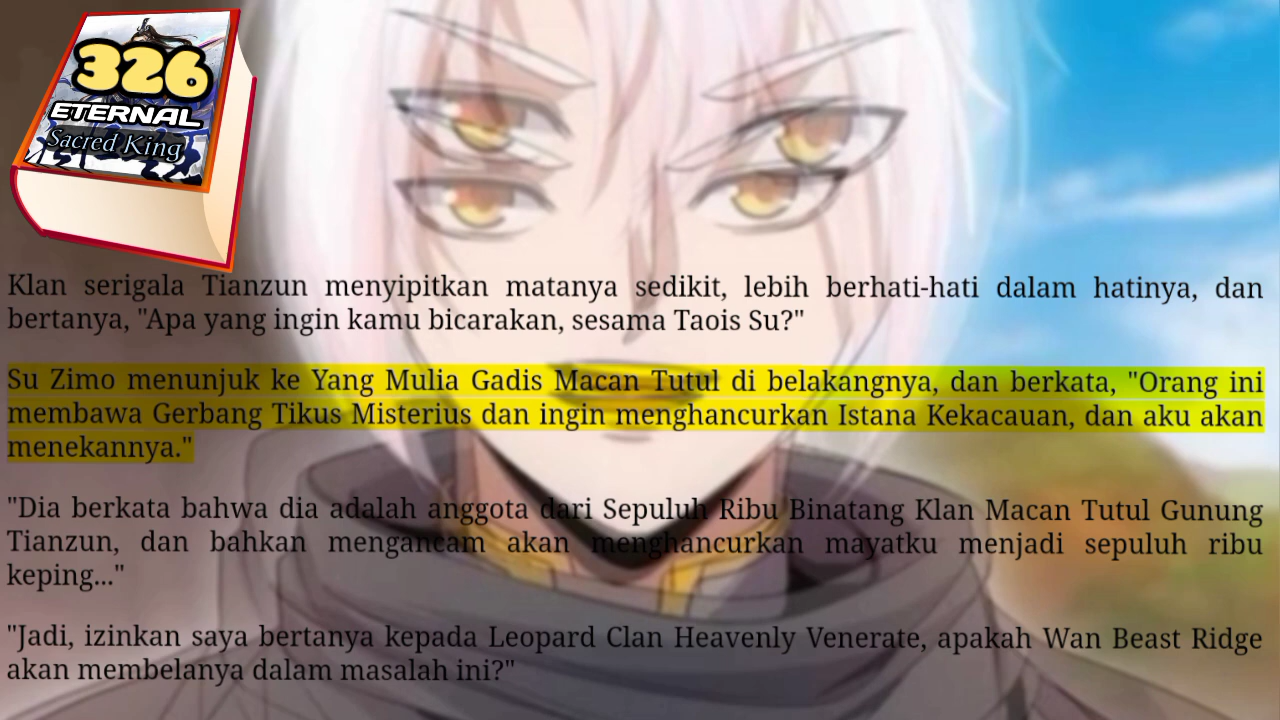 326
ETERNAL
Sacred King
Klan serigala Tianzun menyipitkan matanya sedikit, lebih berhati-hati dalam hatinya, dan
bertanya, "Apa yang ingin kamu bicarakan, sesama Taois Su?"
Su Zimo menunjuk ke Yang Mulia Gadis Macan Tutul di belakangnya, dan berkata, "Orang ini
membawa Gerbang Tikus Misterius dan ingin menghancurkan Istana Kekacauan, dan aku akan
menekannya."
"Dia berkata bahwa dia adalah anggota dari Sepuluh Ribu Binatang Klan Macan Tutul Gunung
Tianzun, dan bahkan mengancam akan menghancurkan mayatku menjadi sepuluh ribu
keping..."
"Jadi, izinkan saya bertanya kepada Leopard Clan Heavenly Venerate, apakah Wan Beast Ridge
akan membelanya dalam masalah ini?"